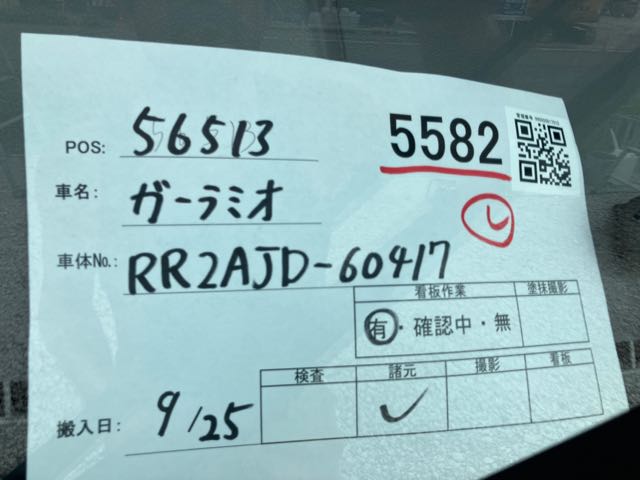 POS: 56513
5582
車名: ガーラミオ
車体No.: RR2AJD-60417
看板作業 塗抹撮影
有・確認中・無
検査 諸元 撮影 看板
搬入日: 9/25